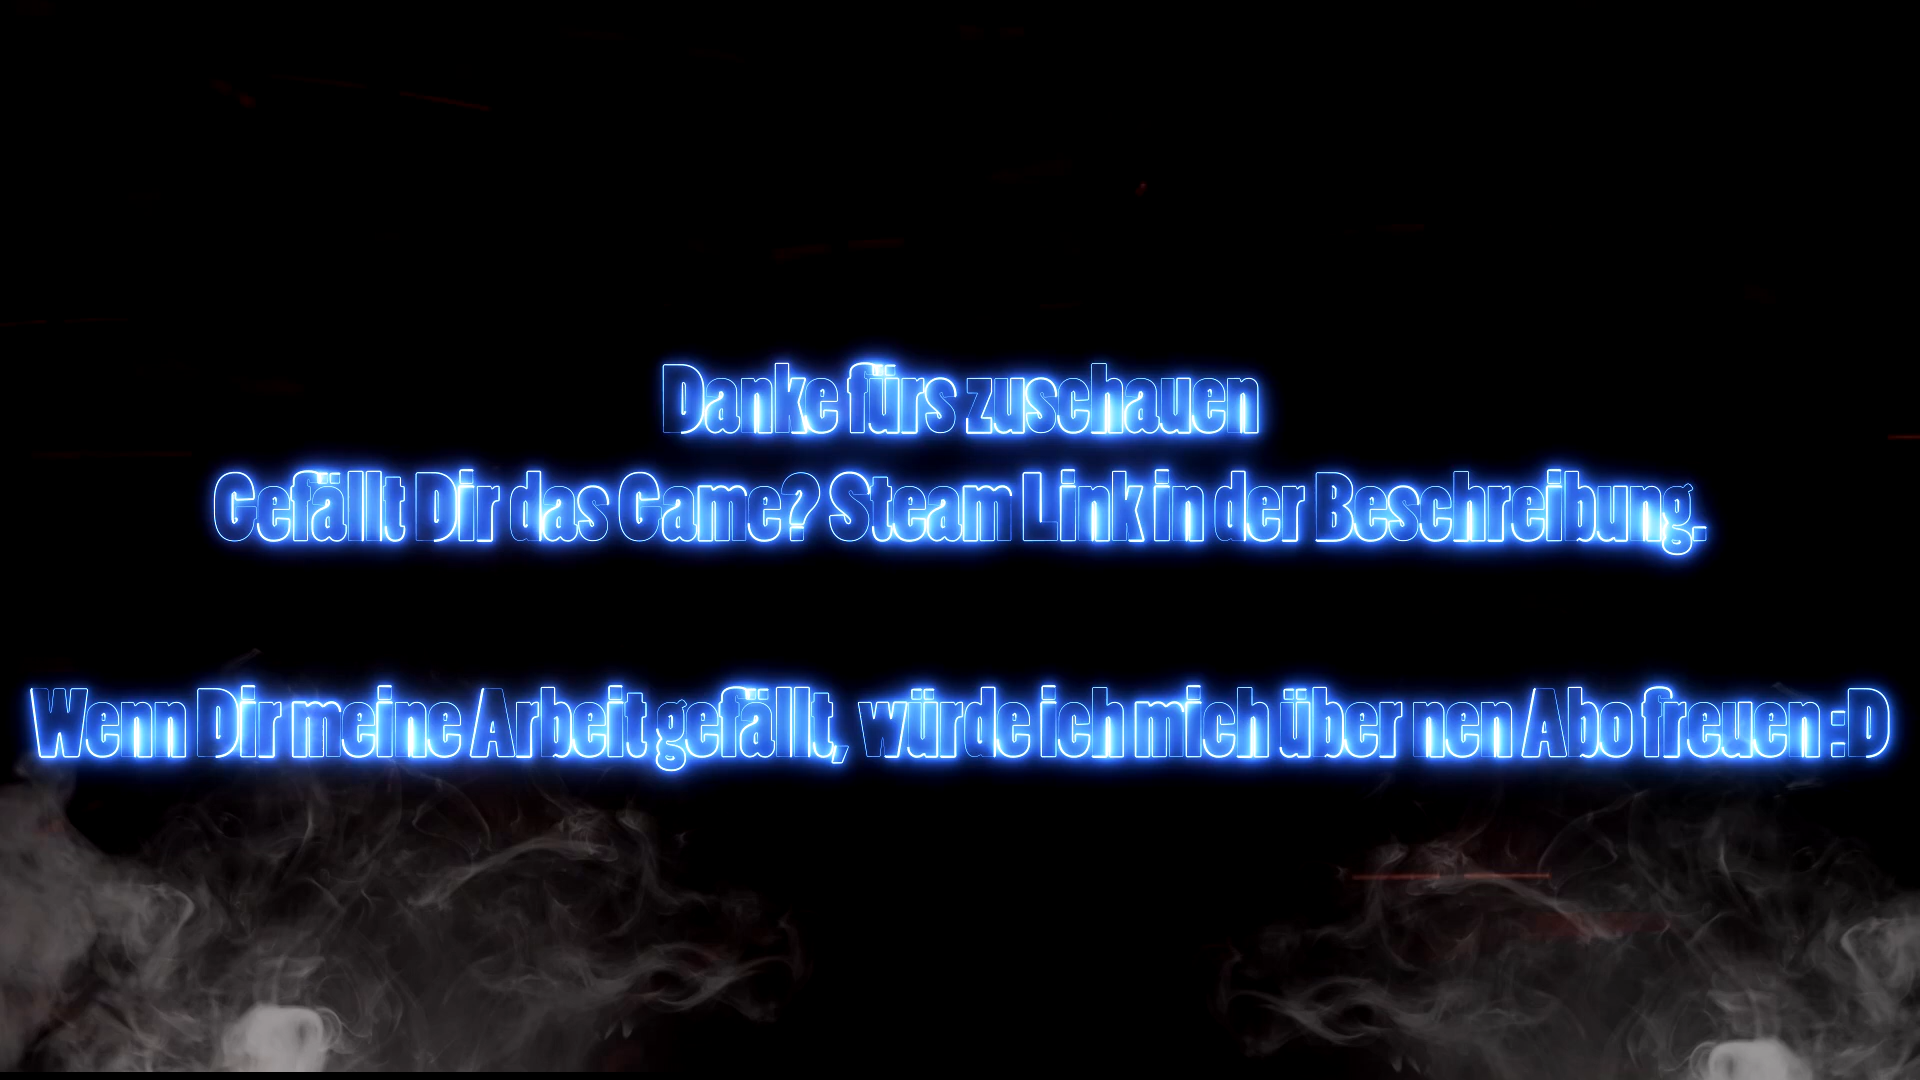 Danke fürs zuschauen
Gefällt Dir das Game? Steam Link in der Beschreibung.
Wenn Dir meine Arbeit gefällt, würde ich mich über nen Abo freuen :D